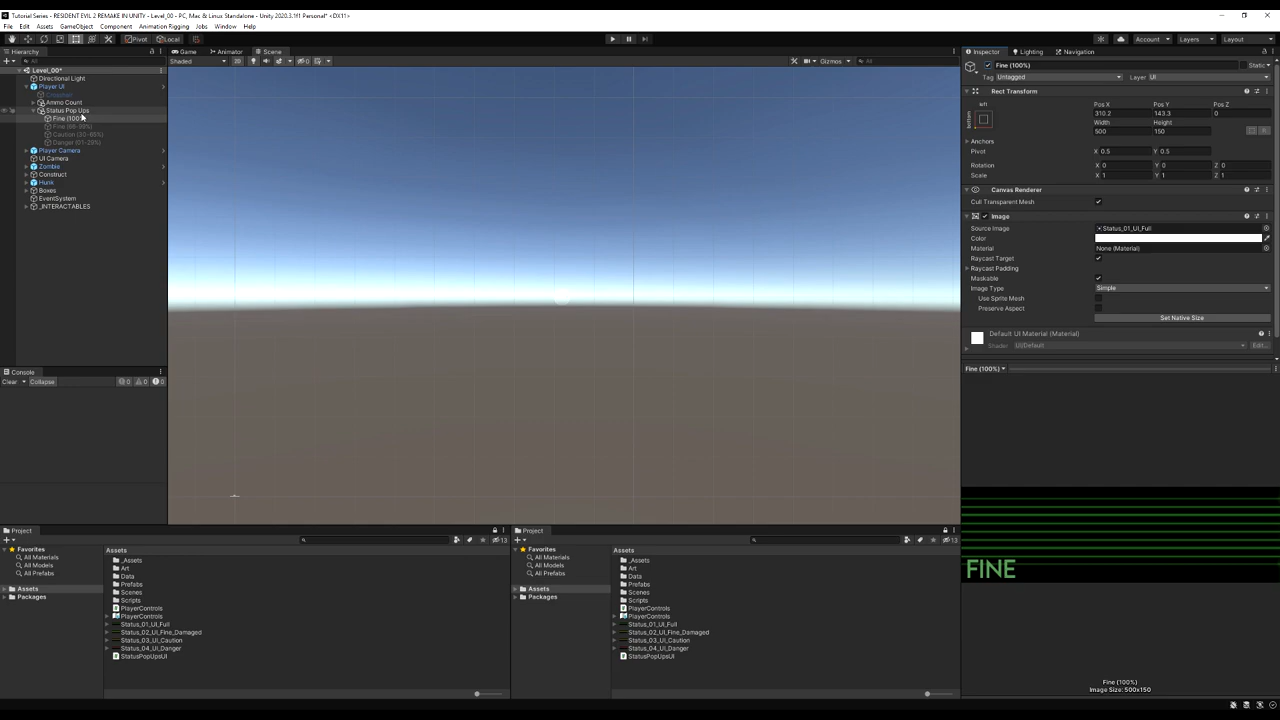 Tutorial Series - RESIDENT EVIL 2 REMAKE IN UNITY - Level_00 - PC, Mac & Linux Standalone - Unity 2020.3.1f1 Personal* <DX11>
File Edit Assets GameObject Component Animation Rigging Jobs Window Help
Pivot Local Account Layers Layout
Hierarchy
All
Level_00*
Directional Light
Player UI
Crosshair
Ammo Count
Status Pop Ups
Fine (100%)
Fine (66-99%)
Caution (30-65%)
Danger (01-29%)
Player Camera
UI Camera
Zombie
Construct
Hunk
Boxes
EventSystem
_INTERACTABLES
Console
Clear Collapse 0 0 0
Game Animator Scene
Shaded 2D 0 All
Inspector Lighting Navigation
Fine (100%) Static
Tag Untagged Layer UI
Rect Transform
left Pos X Pos Y Pos Z
bottom 310.2 143.3 0
Width Height
500 150 R
Anchors
Pivot X 0.5 Y 0.5
Rotation X 0 Y 0 Z 0
Scale X 1 Y 1 Z 1
Canvas Renderer
Cull Transparent Mesh
Image
Source Image Status_01_UI_Full
Color
Material None (Material)
Raycast Target
Raycast Padding
Maskable
Image Type Simple
Use Sprite Mesh
Preserve Aspect
Set Native Size
Default UI Material (Material)
Shader UI/Default Edit...
Fine (100%)
FINE
Fine (100%)
Image Size: 500x150
Project
13
Favorites
All Materials
All Models
All Prefabs
Assets
Packages
Assets
_Assets
Art
Data
Prefabs
Scenes
Scripts
PlayerControls
PlayerControls
Status_01_UI_Full
Status_02_UI_Fine_Damaged
Status_03_UI_Caution
Status_04_UI_Danger
StatusPopUpsUI
Project
13
Favorites
All Materials
All Models
All Prefabs
Assets
Packages
Assets
_Assets
Art
Data
Prefabs
Scenes
Scripts
PlayerControls
PlayerControls
Status_01_UI_Full
Status_02_UI_Fine_Damaged
Status_03_UI_Caution
Status_04_UI_Danger
StatusPopUpsUI